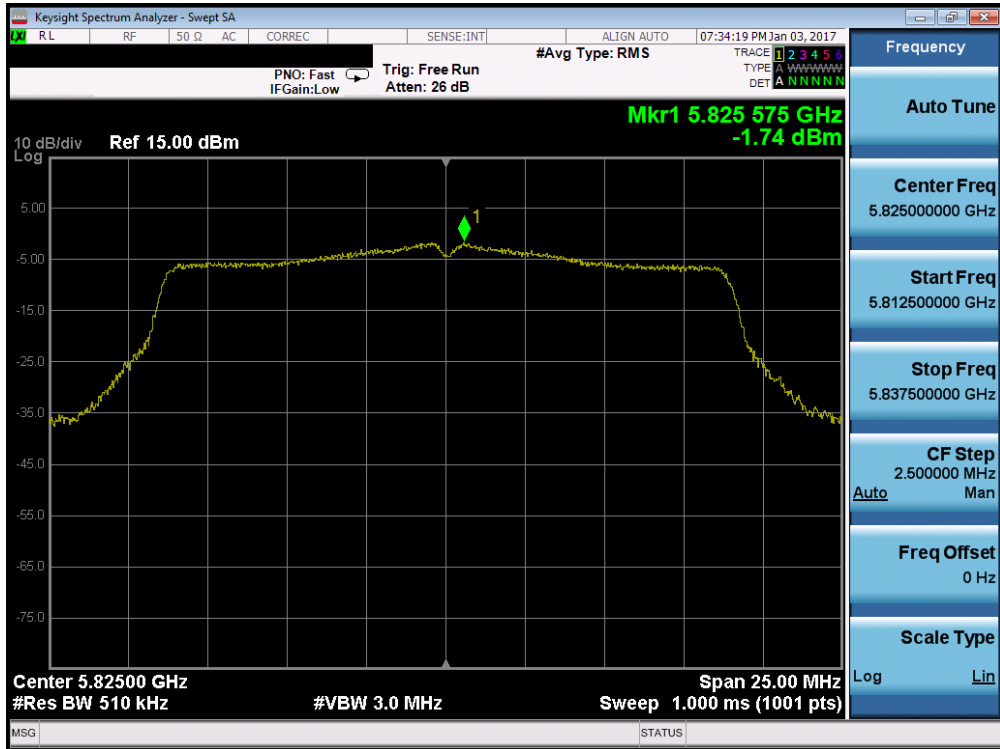 Keysight Spectrum Analyzer - Swept SA
LXI RL RF 50 Ω AC CORREC SENSE:INT ALIGN AUTO 07:34:19 PM Jan 03, 2017
#Avg Type: RMS
TRACE 1 2 3 4 5 6
TYPE A WWWWW
DET A N N N N N
PNO: Fast
IFGain:Low
Trig: Free Run
Atten: 26 dB
Mkr1 5.825 575 GHz
-1.74 dBm
10 dB/div Ref 15.00 dBm
Log
5.00
-5.00
-15.0
-25.0
-35.0
-45.0
-55.0
-65.0
-75.0
1
Center 5.82500 GHz
Span 25.00 MHz
#Res BW 510 kHz
#VBW 3.0 MHz
Sweep 1.000 ms (1001 pts)
MSG
STATUS
Frequency
Auto Tune
Center Freq
5.825000000 GHz
Start Freq
5.812500000 GHz
Stop Freq
5.837500000 GHz
CF Step
2.500000 MHz
Auto Man
Freq Offset
0 Hz
Scale Type
Log Lin